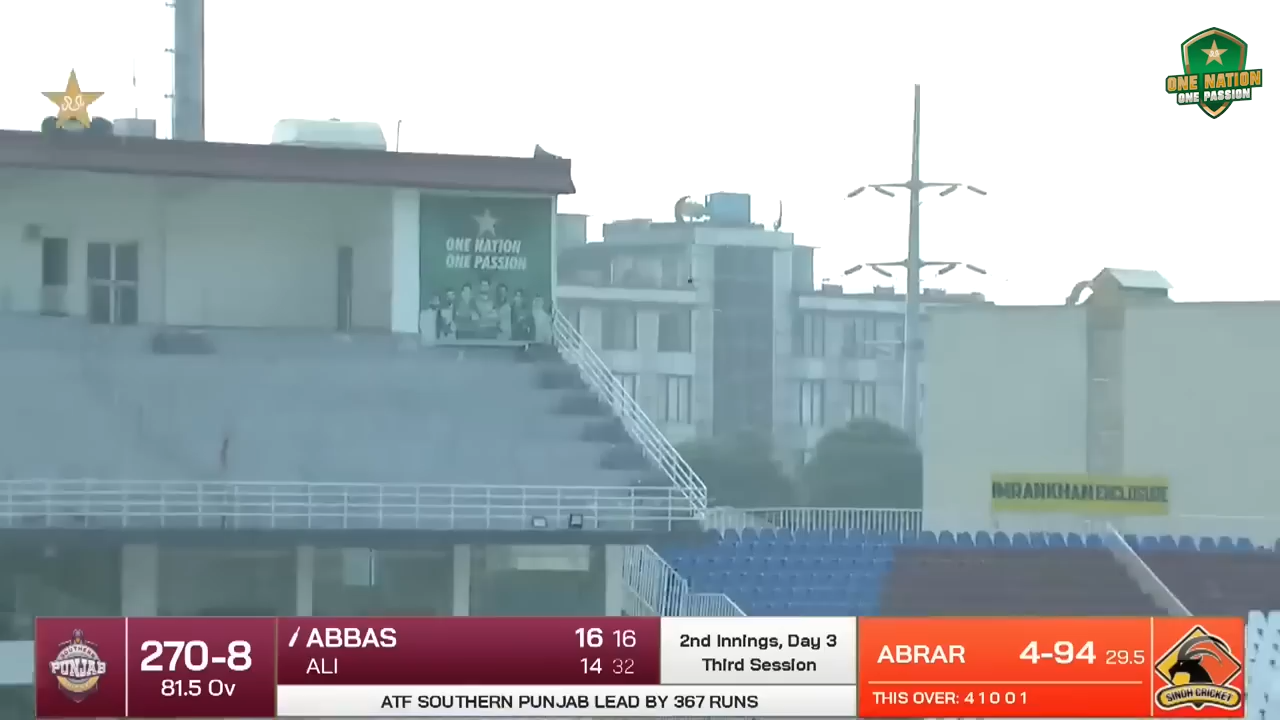 ONE NATION
ONE PASSION
ONE NATION
ONE PASSION
IMRAN KHAN ENCLOSURE
SOUTHERN
PUNJAB
270-8
81.5 Ov
ABBAS 16 16
ALI 14 32
2nd Innings, Day 3
Third Session
ATF SOUTHERN PUNJAB LEAD BY 367 RUNS
ABRAR 4-94 29.5
THIS OVER: 4 1 0 0 1
SINDH CRICKET